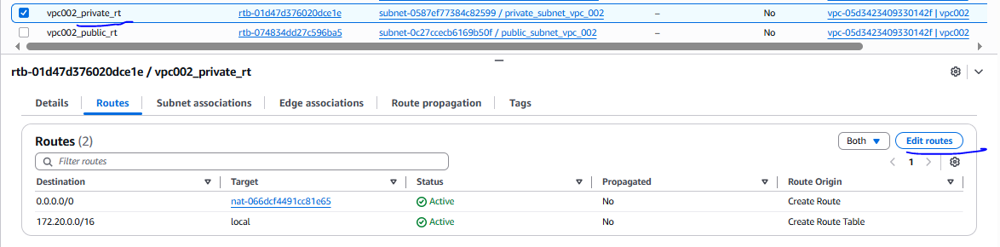 vpc002_private_rt rtb-01d47d376020dce1e subnet-0587ef77384c82599 / private_subnet_vpc_002 – No vpc-05d3423409330142f | vpc002
vpc002_public_rt rtb-074834dd27c596ba5 subnet-0c27ccecb6169b50f / public_subnet_vpc_002 – No vpc-05d3423409330142f | vpc002
rtb-01d47d376020dce1e / vpc002_private_rt
Details Routes Subnet associations Edge associations Route propagation Tags
Routes (2) Both Edit routes
Filter routes 1
Destination Target Status Propagated Route Origin
0.0.0.0/0 nat-066dcf4491cc81e65 Active No Create Route
172.20.0.0/16 local Active No Create Route Table